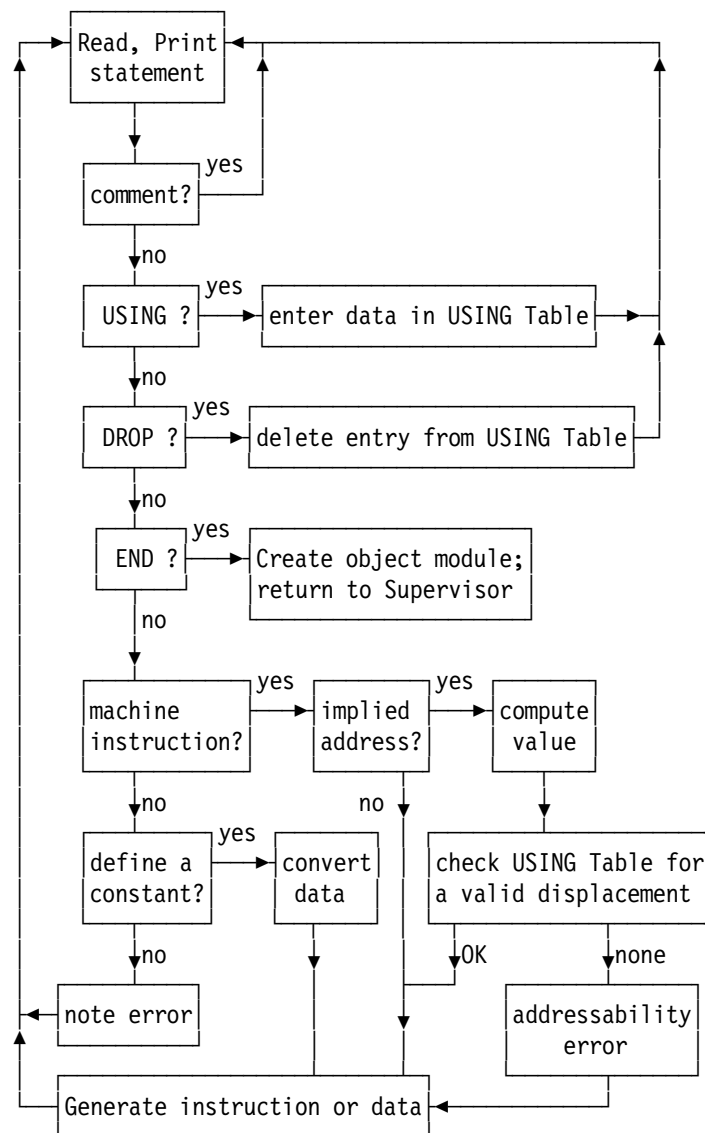 Read, Print
statement
yes
comment?
no
yes
USING ?
enter data in USING Table
no
yes
DROP ?
delete entry from USING Table
no
yes
END ?
Create object module;
return to Supervisor
no
yes
yes
machine
instruction?
implied
address?
compute
value
no
no
yes
define a
constant?
convert
data
check USING Table for
a valid displacement
no
OK
none
note error
addressability
error
Generate instruction or data